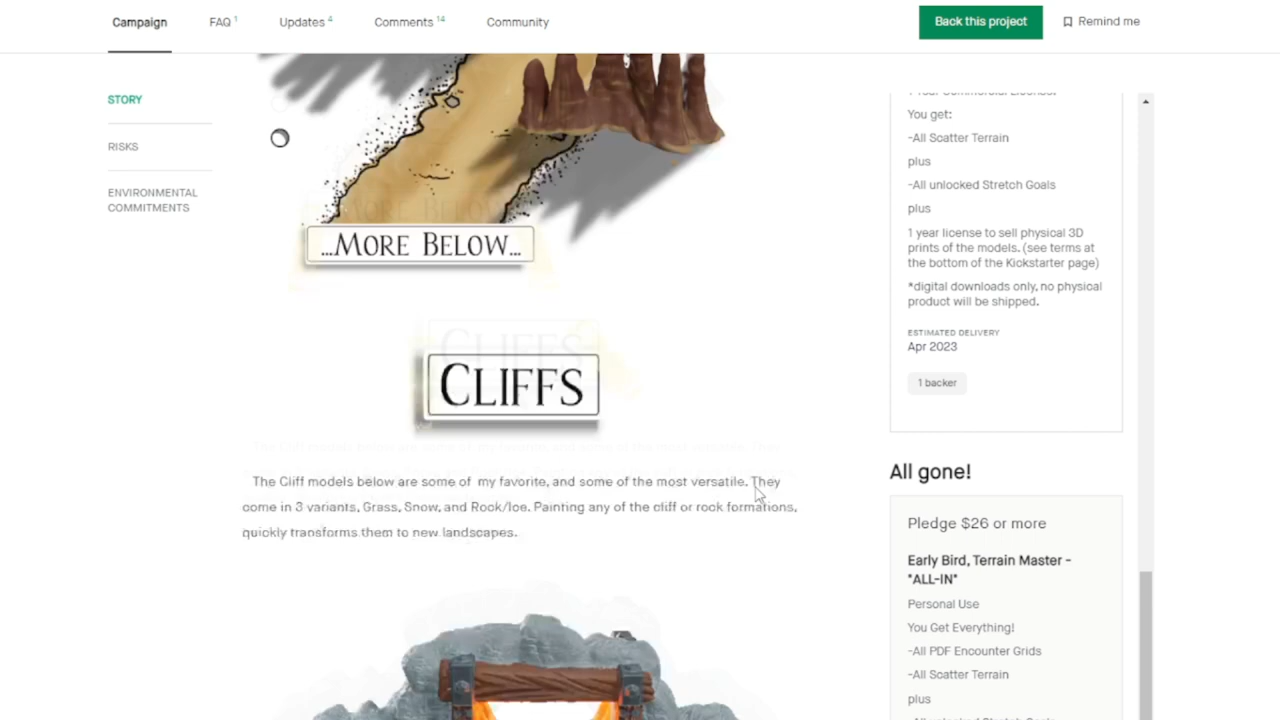 Campaign
FAQ 1
Updates 4
Comments 14
Community
Back this project
Remind me
STORY
RISKS
ENVIRONMENTAL
COMMITMENTS
...MORE BELOW...
CLIFFS
The Cliff models below are some of my favorite, and some of the most versatile. They
come in 3 variants, Grass, Snow, and Rock/Ice. Painting any of the cliff or rock formations,
quickly transforms them to new landscapes.
1 Year Commercial License.
You get:
-All Scatter Terrain
plus
-All unlocked Stretch Goals
plus
1 year license to sell physical 3D
prints of the models. (see terms at
the bottom of the Kickstarter page)
*digital downloads only, no physical
product will be shipped.
ESTIMATED DELIVERY
Apr 2023
1 backer
All gone!
Pledge $26 or more
Early Bird, Terrain Master -
"ALL-IN"
Personal Use
You Get Everything!
-All PDF Encounter Grids
-All Scatter Terrain
plus